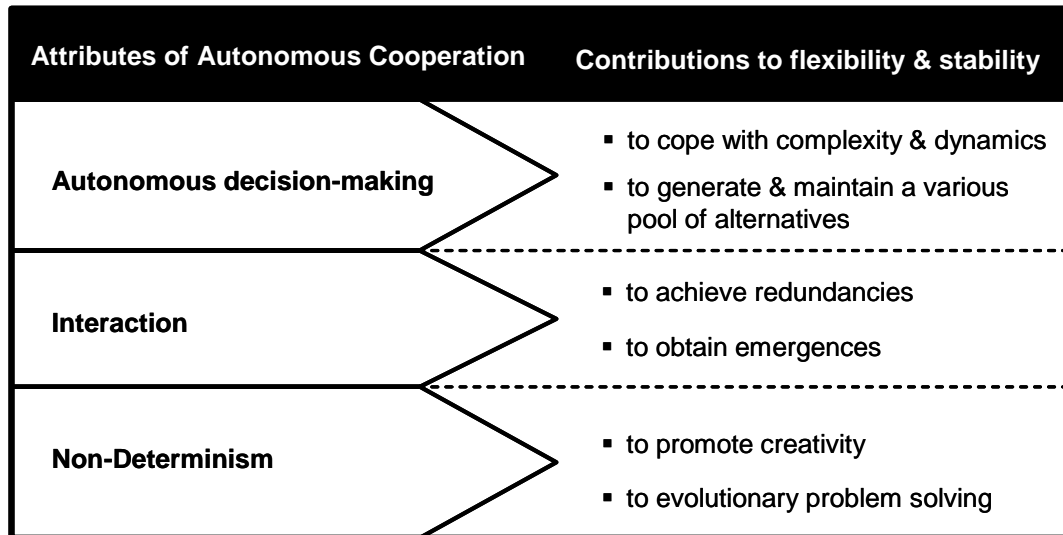 Attributes of Autonomous Cooperation
Contributions to flexibility & stability
Autonomous decision-making
▪ to cope with complexity & dynamics
▪ to generate & maintain a various
pool of alternatives
Interaction
▪ to achieve redundancies
▪ to obtain emergences
Non-Determinism
▪ to promote creativity
▪ to evolutionary problem solving